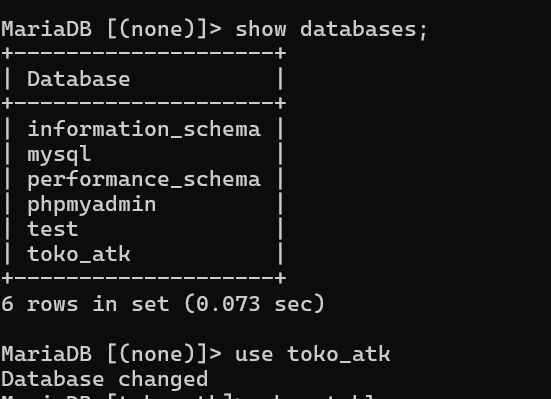 MariaDB [(none)]> show databases;
+--------------------+
| Database           |
+--------------------+
| information_schema |
| mysql              |
| performance_schema |
| phpmyadmin         |
| test               |
| toko_atk           |
+--------------------+
6 rows in set (0.073 sec)
MariaDB [(none)]> use toko_atk
Database changed